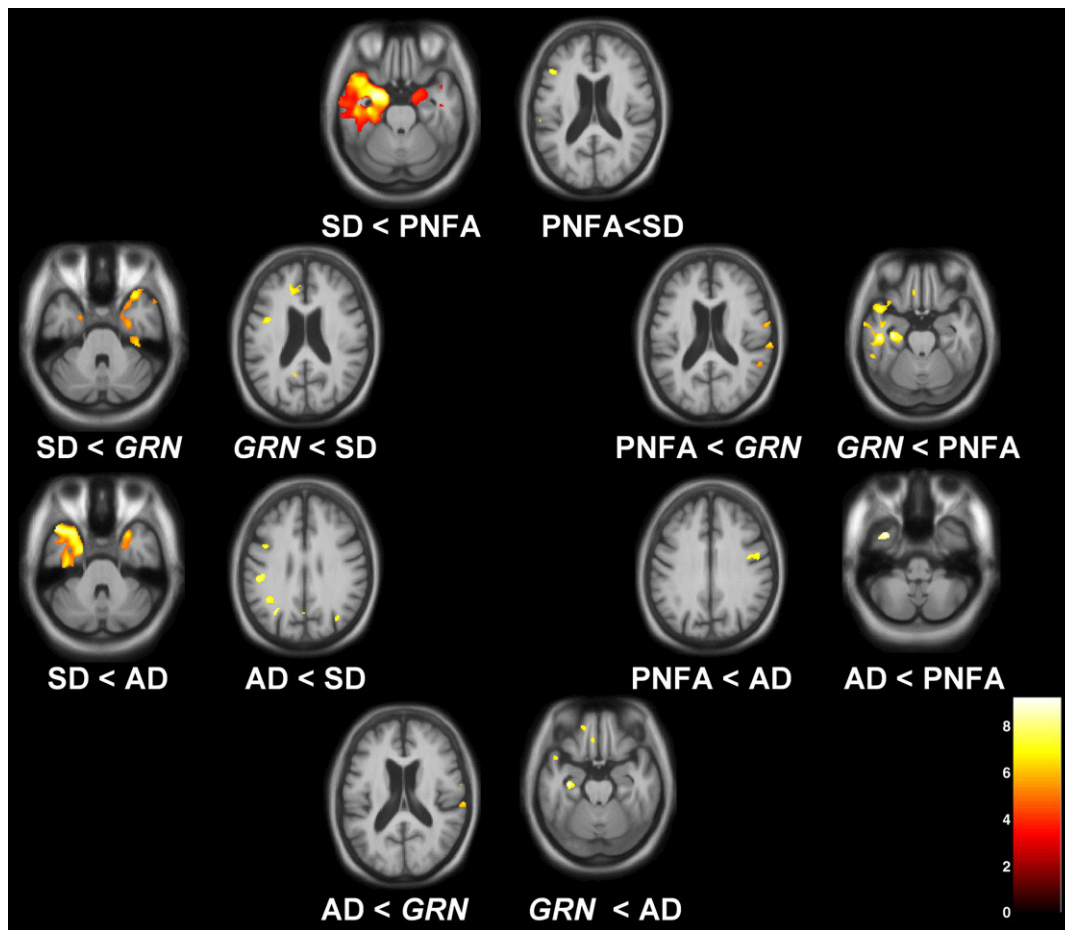 SD < PNFA
PNFA<SD
SD < GRN
GRN < SD
PNFA < GRN
GRN < PNFA
SD < AD
AD < SD
PNFA < AD
AD < PNFA
8
6
4
2
0
AD < GRN
GRN < AD